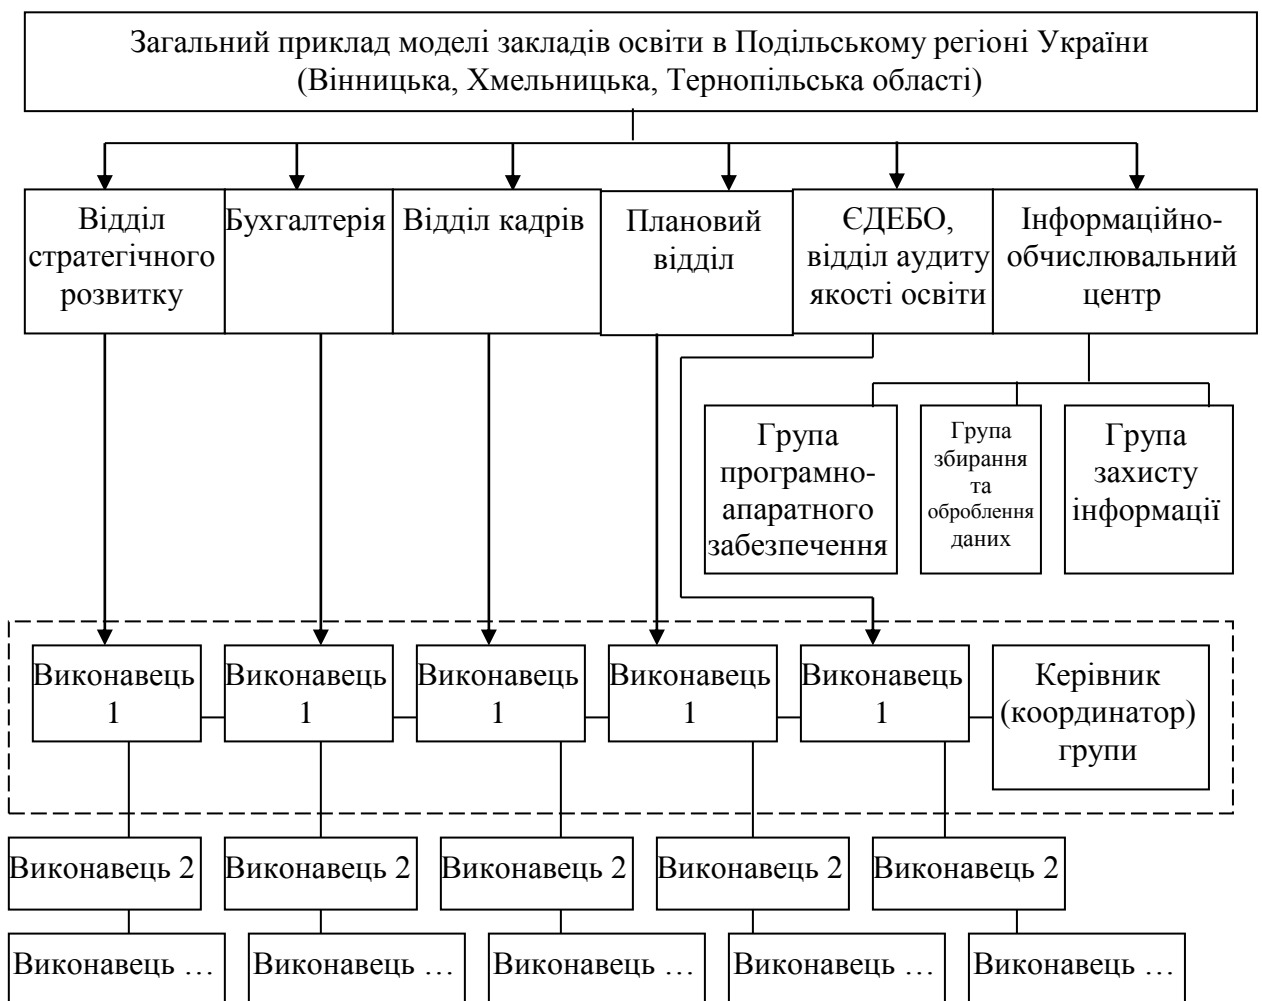 Загальний приклад моделі закладів освіти в Подільському регіоні України
(Вінницька, Хмельницька, Тернопільська області)
Відділ
стратегічного
розвитку
Бухгалтерія
Відділ кадрів
Плановий
відділ
ЄДЕБО,
відділ аудиту
якості освіти
Інформаційно-
обчислювальний
центр
Група
програмно-
апаратного
забезпечення
Група
збирання
та
оброблення
даних
Група
захисту
інформації
Виконавець
1
Виконавець
1
Виконавець
1
Виконавець
1
Виконавець
1
Керівник
(координатор)
групи
Виконавець 2
Виконавець 2
Виконавець 2
Виконавець 2
Виконавець 2
Виконавець …
Виконавець …
Виконавець …
Виконавець …
Виконавець …